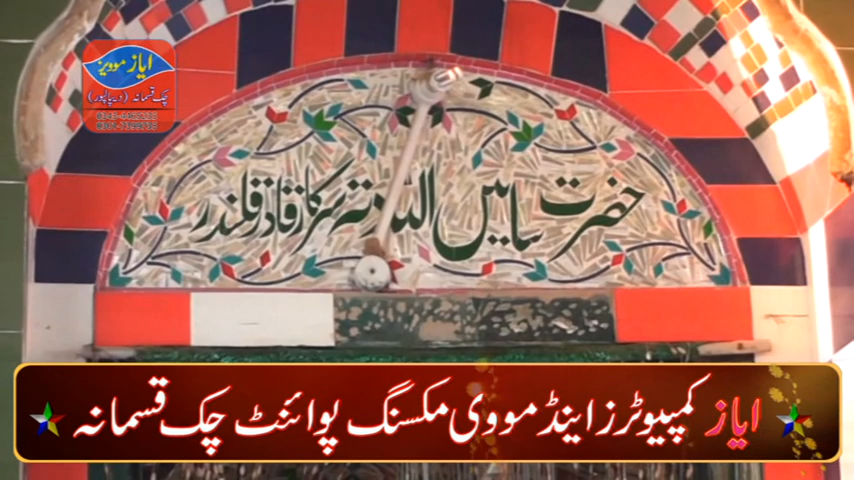 ایاز موویز
چک قسمانہ (دیپالپور)
حضرت سائیں اللہ دتہ سرکار قادر قلندر
ایاز کمپیوٹرز اینڈ مووی مکسنگ پوائنٹ چک قسمانہ